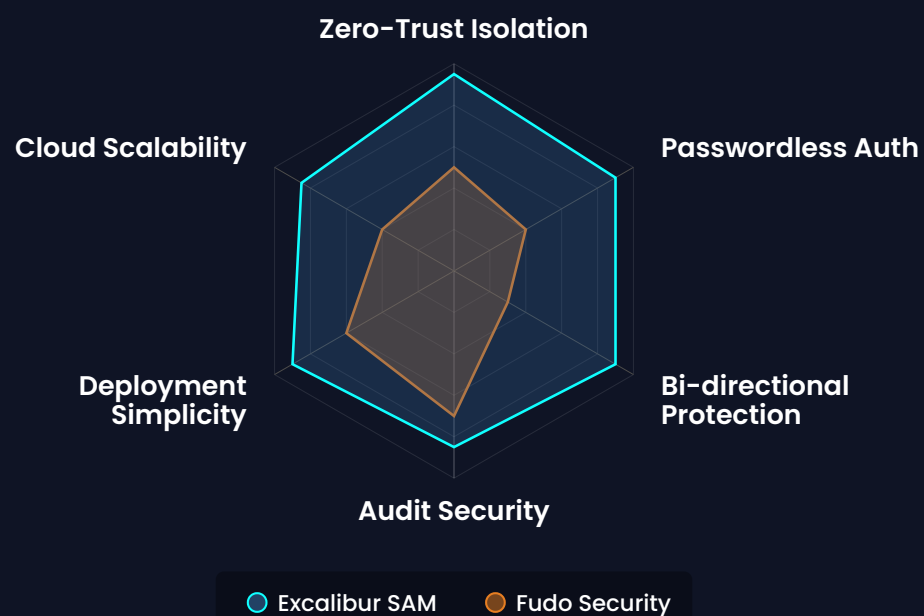 Zero-Trust Isolation
Cloud Scalability
Passwordless Auth
Deployment
Simplicity
Bi-directional
Protection
Audit Security
Excalibur SAM
Fudo Security